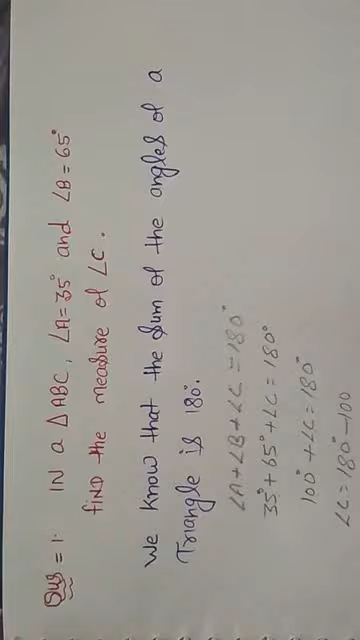 Ques = 1. IN a △ABC, ∠A=35° and ∠B=65°
fiND the measure of ∠C.
We know that the sum of the angles of a
Triangle is 180°.
∠A+∠B+∠C=180°
35°+65°+∠C=180°
100°+∠C=180°
∠C=180°-100